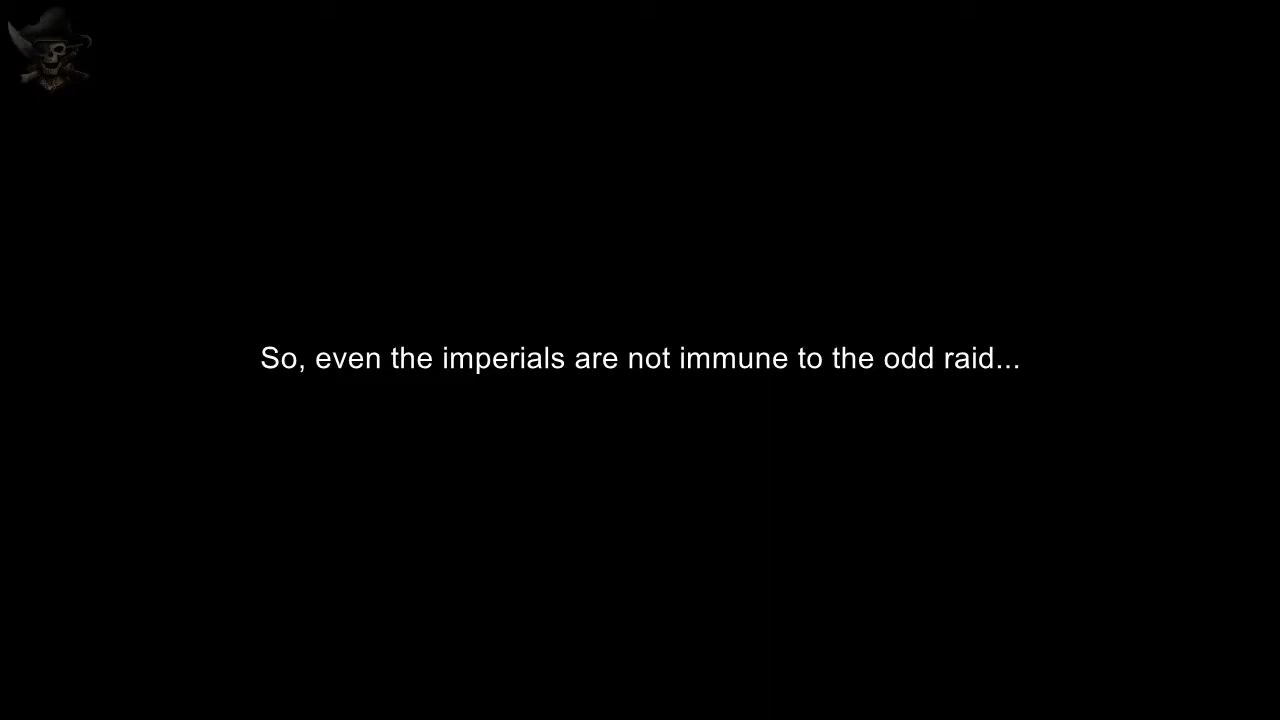 So, even the imperials are not immune to the odd raid...